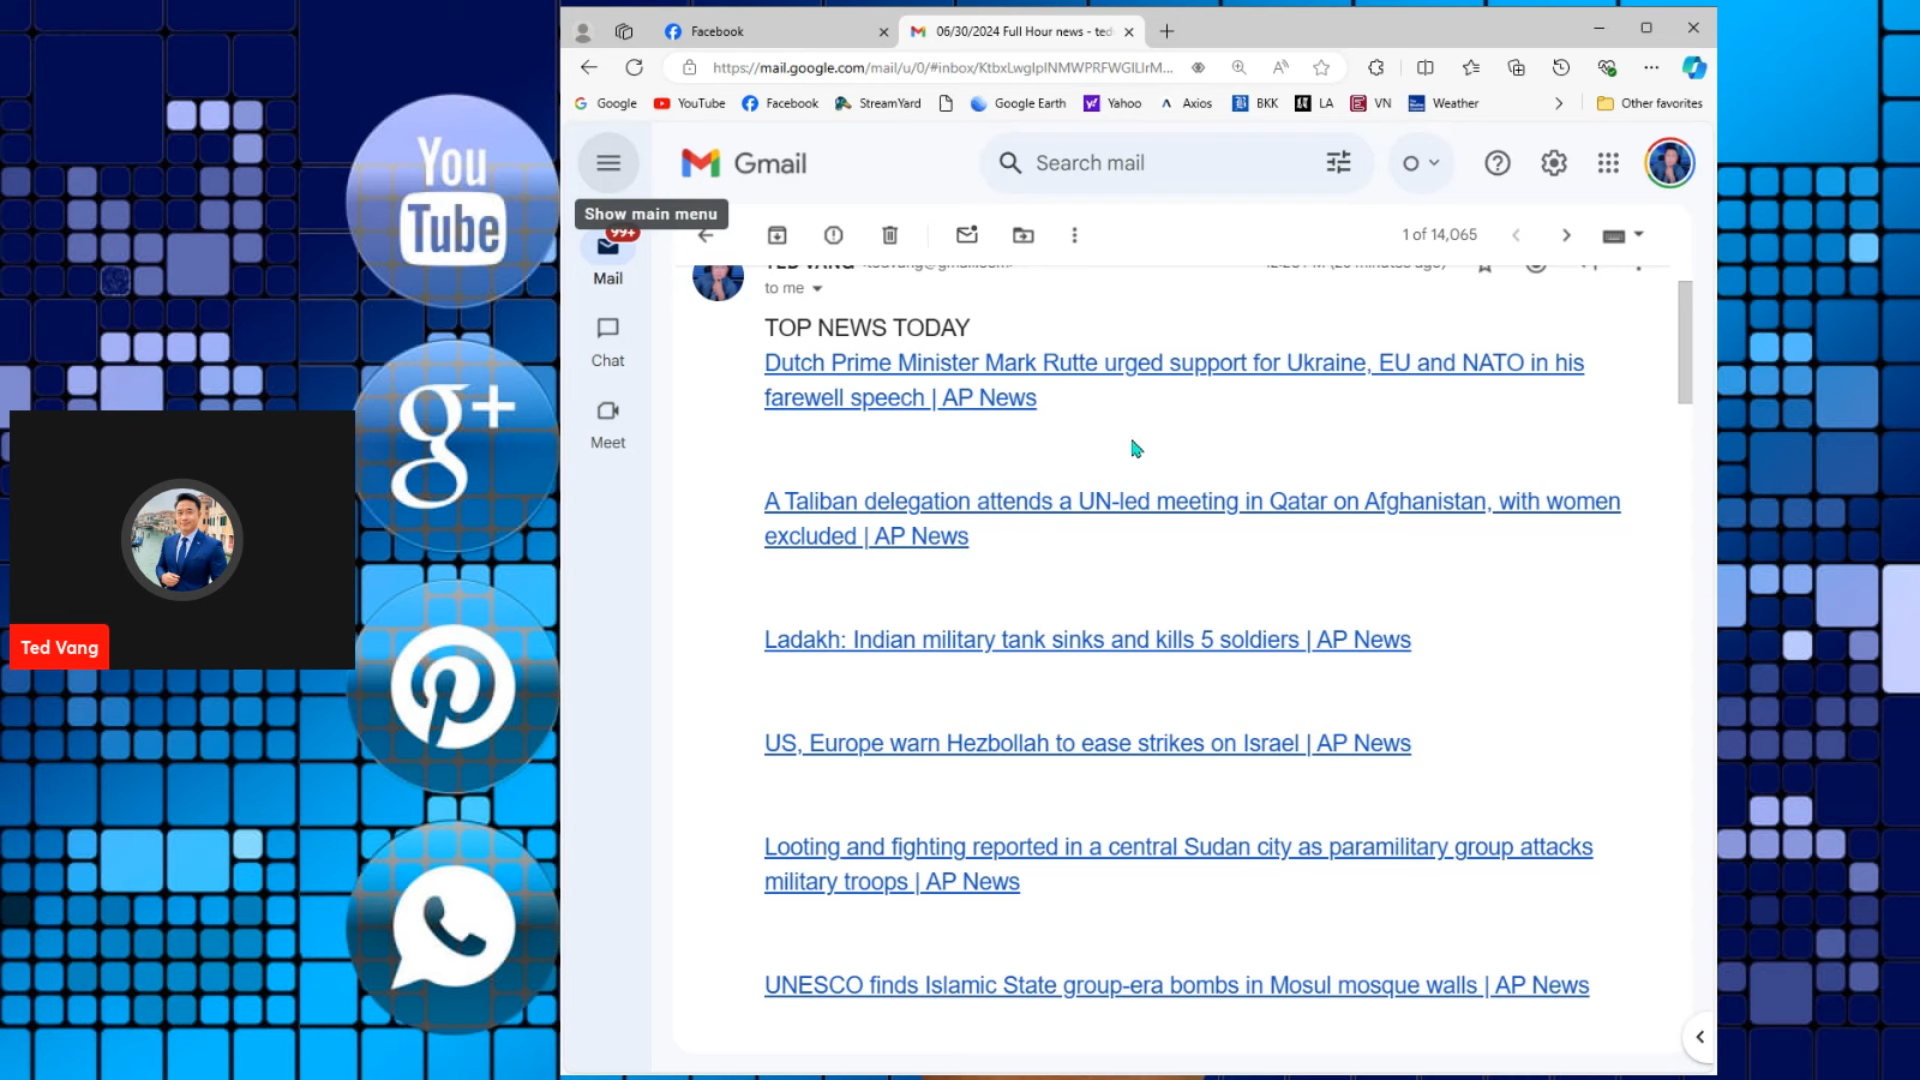 Facebook
06/30/2024 Full Hour news - ted
https://mail.google.com/mail/u/0/#inbox/KtbxLwglplNMWPRFWGlLlrM...
Google
YouTube
Facebook
StreamYard
Google Earth
Yahoo
Axios
BKK
LA
VN
Weather
Other favorites
Gmail
Search mail
Show main menu
99+
Mail
Chat
Meet
1 of 14,065
TED VANG
to me
TOP NEWS TODAY
Dutch Prime Minister Mark Rutte urged support for Ukraine, EU and NATO in his
farewell speech | AP News
A Taliban delegation attends a UN-led meeting in Qatar on Afghanistan, with women
excluded | AP News
Ladakh: Indian military tank sinks and kills 5 soldiers | AP News
US, Europe warn Hezbollah to ease strikes on Israel | AP News
Looting and fighting reported in a central Sudan city as paramilitary group attacks
military troops | AP News
UNESCO finds Islamic State group-era bombs in Mosul mosque walls | AP News
You
Tube
g+
Ted Vang